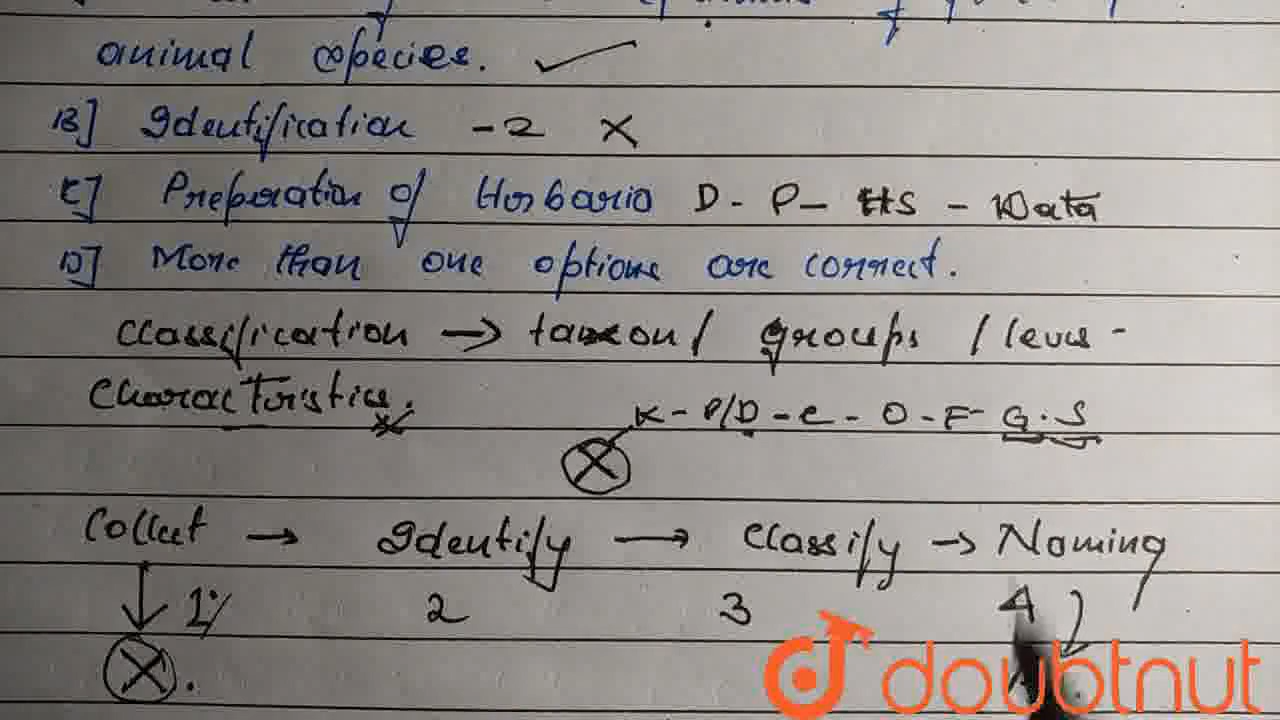 animal species. ✓
B] Identification - 2 X
C] Preparation of Herbaria D - P - HS - Data
D] More than one options are correct.
Classification → taxon / groups / levels -
Characteristics.
K - P/D - C - O - F - G . S
X
Collect → Identify → Classify → Naming
1 2 3 4
X .
doubtnut